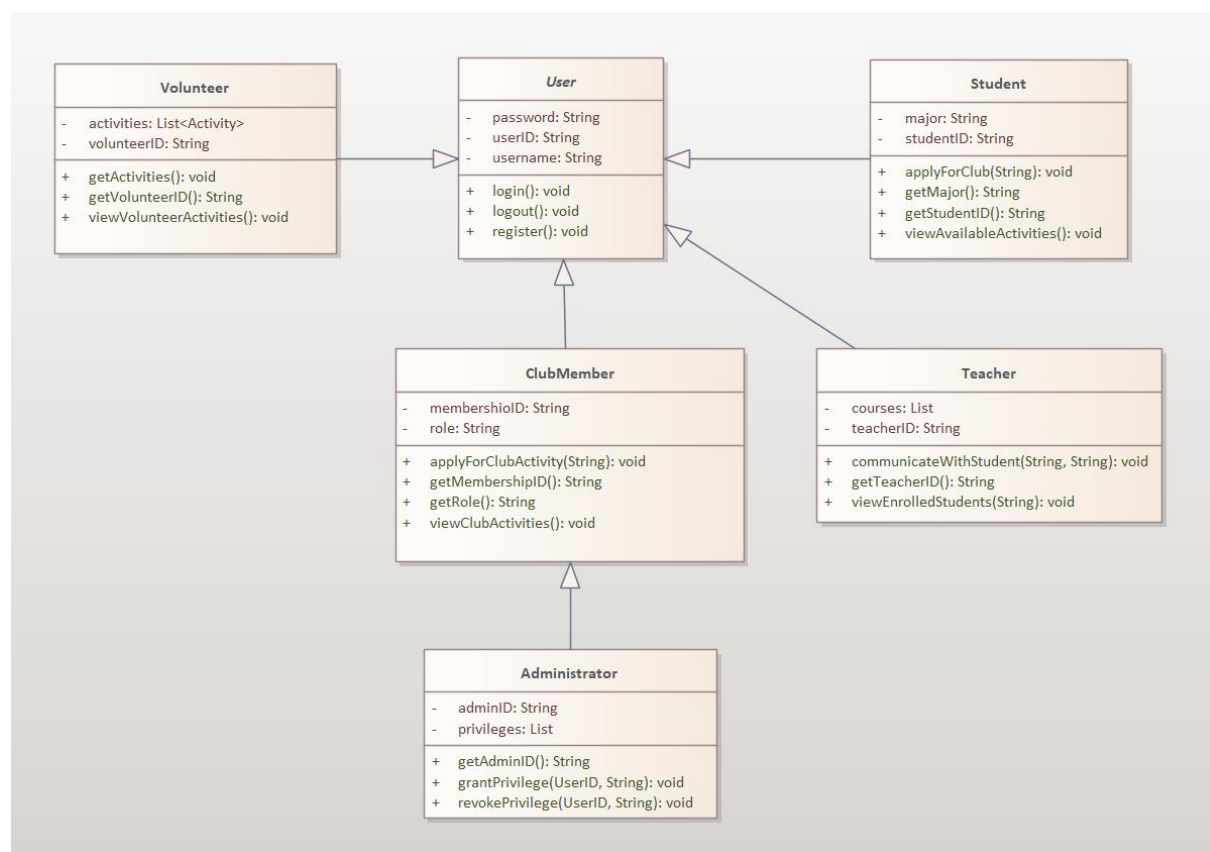 Volunteer
- activities: List<Activity>
- volunteerID: String
+ getActivities(): void
+ getVolunteerID(): String
+ viewVolunteerActivities(): void
User
- password: String
- userID: String
- username: String
+ login(): void
+ logout(): void
+ register(): void
Student
- major: String
- studentID: String
+ applyForClub(String): void
+ getMajor(): String
+ getStudentID(): String
+ viewAvailableActivities(): void
ClubMember
- membershioID: String
- role: String
+ applyForClubActivity(String): void
+ getMembershipID(): String
+ getRole(): String
+ viewClubActivities(): void
Teacher
- courses: List
- teacherID: String
+ communicateWithStudent(String, String): void
+ getTeacherID(): String
+ viewEnrolledStudents(String): void
Administrator
- adminID: String
- privileges: List
+ getAdminID(): String
+ grantPrivilege(UserID, String): void
+ revokePrivilege(UserID, String): void